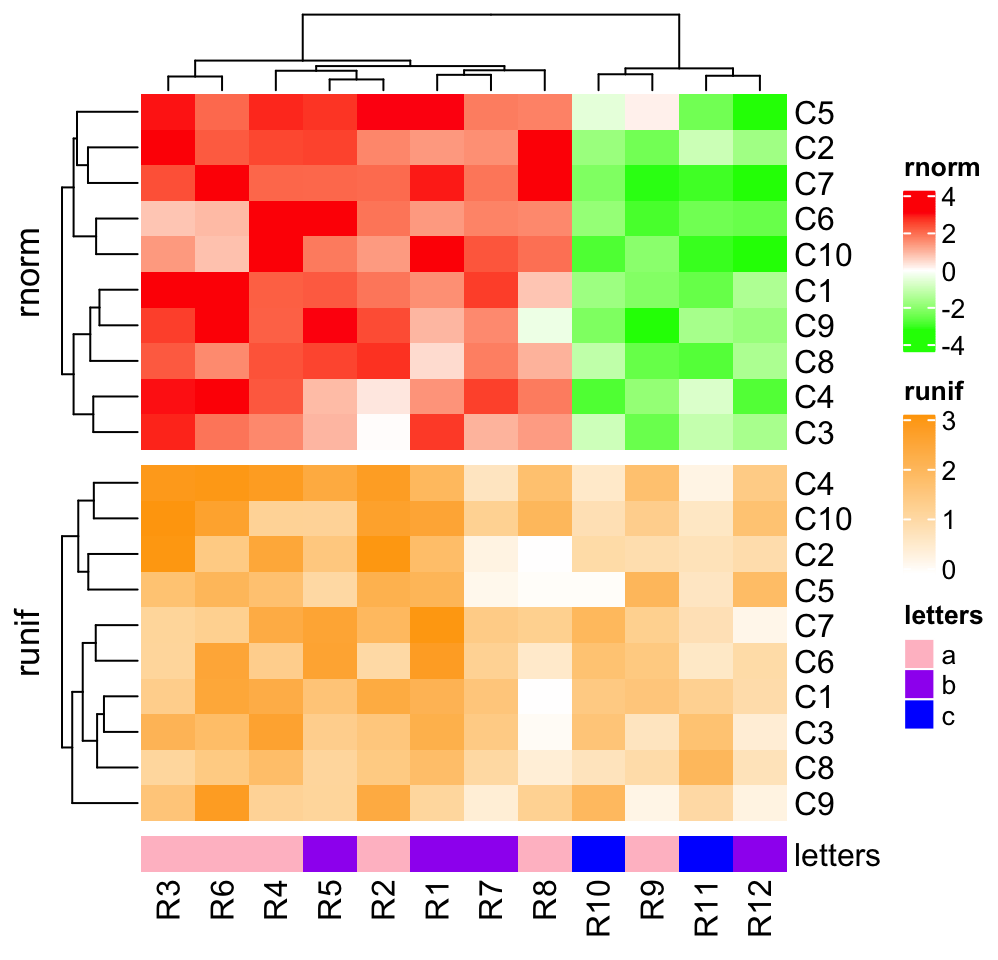 rnorm
C5
C2
C7
C6
C10
C1
C9
C8
C4
C3
runif
C4
C10
C2
C5
C7
C6
C1
C3
C8
C9
letters
R3 R6 R4 R5 R2 R1 R7 R8 R10 R9 R11 R12
rnorm
4
2
0
-2
-4
runif
3
2
1
0
letters
a
b
c